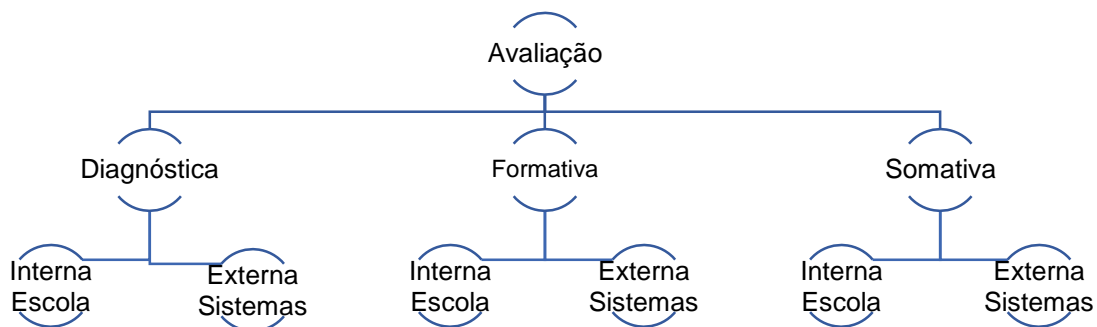 Avaliação
Diagnóstica
Formativa
Somativa
Interna
Escola
Externa
Sistemas
Interna
Escola
Externa
Sistemas
Interna
Escola
Externa
Sistemas